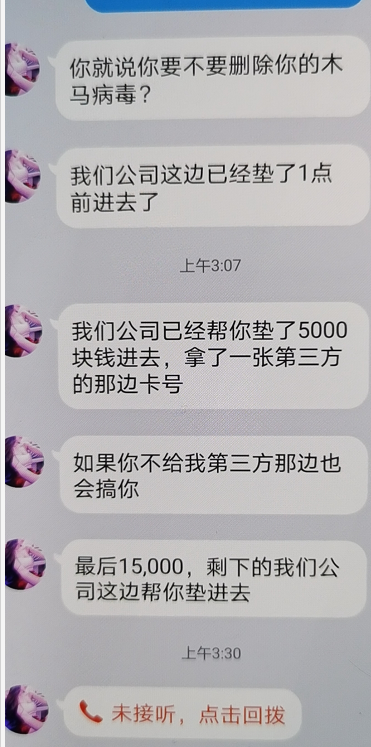 你就说你要不要删除你的木
马病毒？
我们公司这边已经垫了1点
前进去了
上午3:07
我们公司已经帮你垫了5000
块钱进去，拿了一张第三方
的那边卡号
如果你不给我第三方那边也
会搞你
最后15,000，剩下的我们公
司这边帮你垫进去
上午3:30
未接听，点击回拨